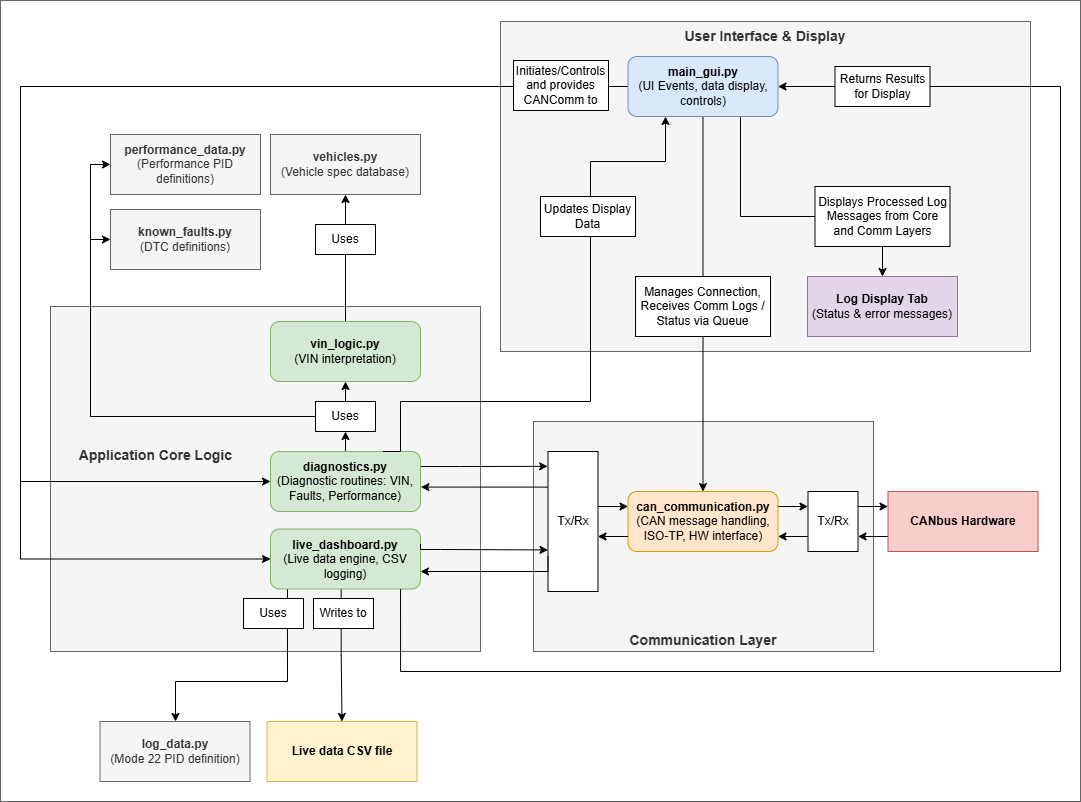 User Interface & Display
Initiates/Controls
and provides
CANComm to
main_gui.py
(UI Events, data display,
controls)
Returns Results
for Display
performance_data.py
(Performance PID
definitions)
vehicles.py
(Vehicle spec database)
known_faults.py
(DTC definitions)
Uses
Updates Display
Data
Displays Processed Log
Messages from Core
and Comm Layers
Manages Connection,
Receives Comm Logs /
Status via Queue
Log Display Tab
(Status & error messages)
vin_logic.py
(VIN interpretation)
Uses
Application Core Logic
diagnostics.py
(Diagnostic routines: VIN,
Faults, Performance)
live_dashboard.py
(Live data engine, CSV
logging)
Uses
Writes to
Tx/Rx
can_communication.py
(CAN message handling,
ISO-TP, HW interface)
Tx/Rx
CANbus Hardware
Communication Layer
log_data.py
(Mode 22 PID definition)
Live data CSV file